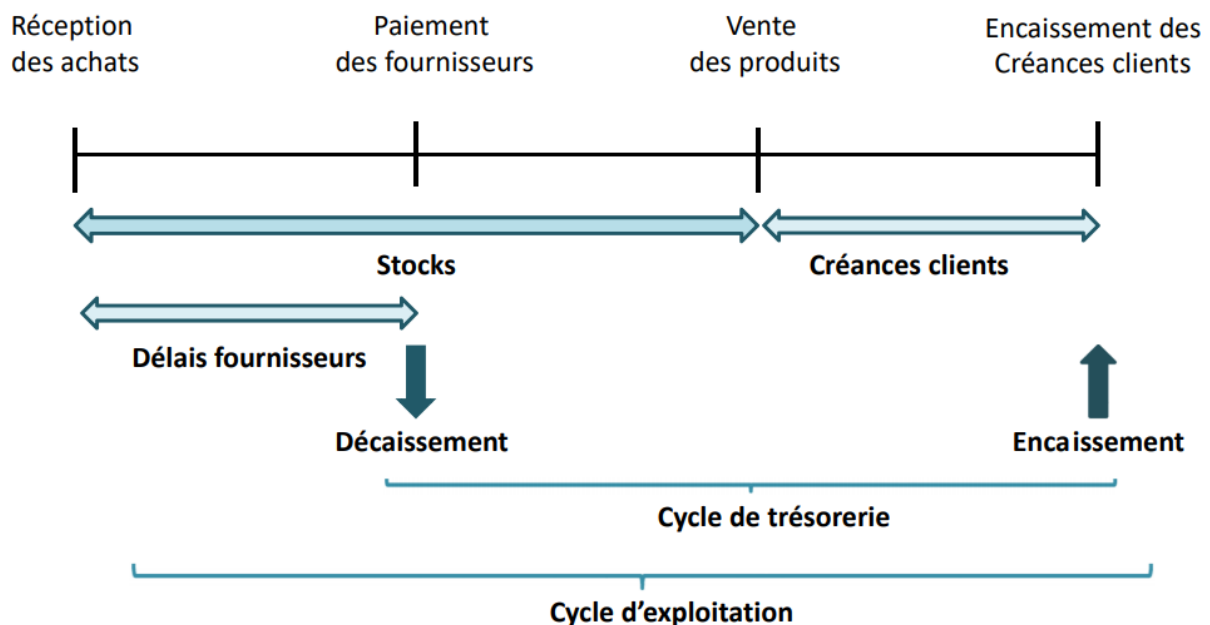 Réception
des achats
Paiement
des fournisseurs
Vente
des produits
Encaissement des
Créances clients
Stocks
Créances clients
Délais fournisseurs
Décaissement
Encaissement
Cycle de trésorerie
Cycle d’exploitation